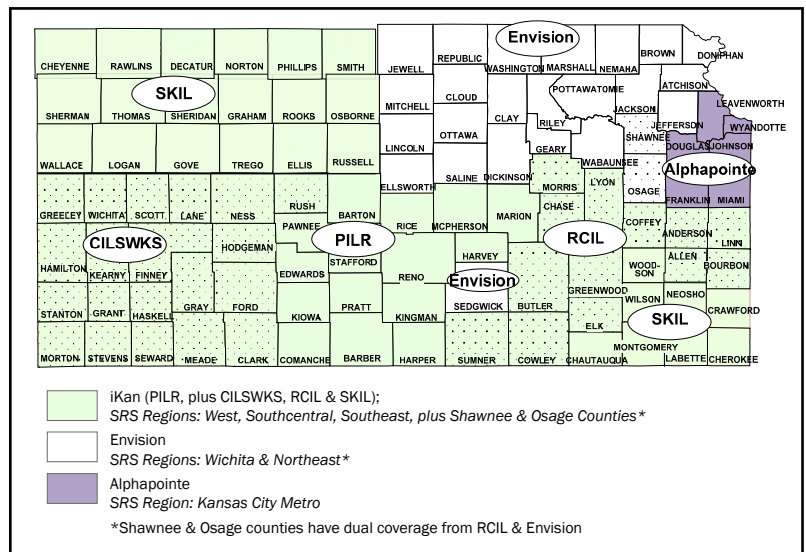 Envision
CHEYENNE RAWLINS DECATUR NORTON PHILLIPS SMITH JEWELL REPUBLIC WASHINGTON MARSHALL NEMAHA BROWN DONIPHAN
SKIL
SHERMAN THOMAS SHERIDAN GRAHAM ROOKS OSBORNE MITCHELL CLOUD CLAY RILEY POTTAWATOMIE JACKSON ATCHISON
JEFFERSON LEAVENWORTH WYANDOTTE
WALLACE LOGAN GOVE TREGO ELLIS RUSSELL LINCOLN OTTAWA SALINE DICKINSON GEARY WABAUNSEE SHAWNEE DOUGLAS JOHNSON
Alphapointe
GREELEY WICHITA SCOTT LANE NESS RUSH BARTON ELLSWORTH RICE MCPHERSON MARION MORRIS CHASE LYON OSAGE FRANKLIN MIAMI
CILSWKS PILR RCIL
HAMILTON KEARNY FINNEY HODGEMAN PAWNEE STAFFORD RENO HARVEY COFFEY ANDERSON LINN
EDWARDS Envision GREENWOOD WOOD-
SON ALLEN BOURBON
STANTON GRANT HASKELL GRAY FORD KIOWA PRATT KINGMAN SEDGWICK BUTLER ELK WILSON NEOSHO CRAWFORD
SKIL
MORTON STEVENS SEWARD MEADE CLARK COMANCHE BARBER HARPER SUMNER COWLEY CHAUTAUQUA MONTGOMERY LABETTE CHEROKEE
iKan (PILR, plus CILSWKS, RCIL & SKIL);
SRS Regions: West, Southcentral, Southeast, plus Shawnee & Osage Counties*
Envision
SRS Regions: Wichita & Northeast*
Alphapointe
SRS Region: Kansas City Metro
*Shawnee & Osage counties have dual coverage from RCIL & Envision